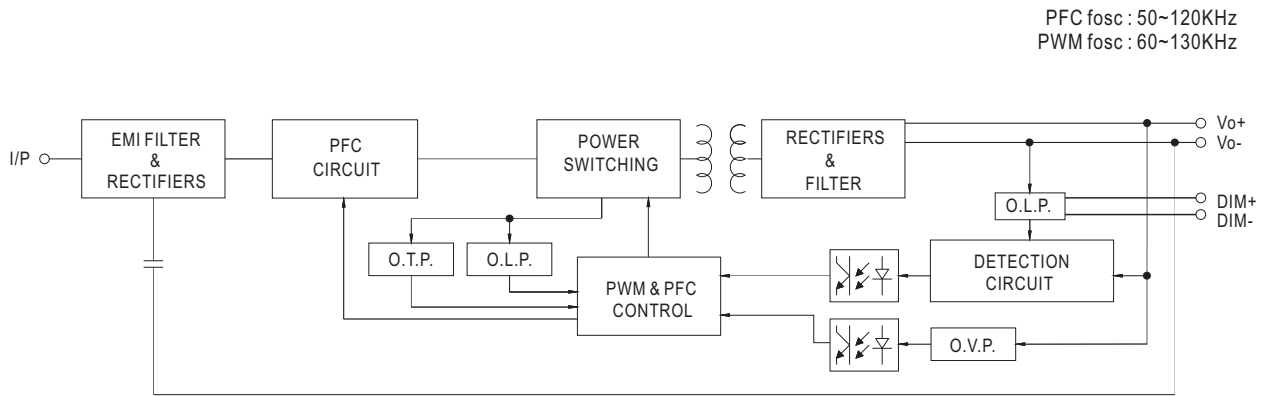 PFC fosc : 50~120KHz
PWM fosc : 60~130KHz
I/P
EMI FILTER
&
RECTIFIERS
PFC
CIRCUIT
POWER
SWITCHING
RECTIFIERS
&
FILTER
Vo+
Vo-
O.L.P.
DIM+
DIM-
O.T.P.
O.L.P.
PWM & PFC
CONTROL
DETECTION
CIRCUIT
O.V.P.